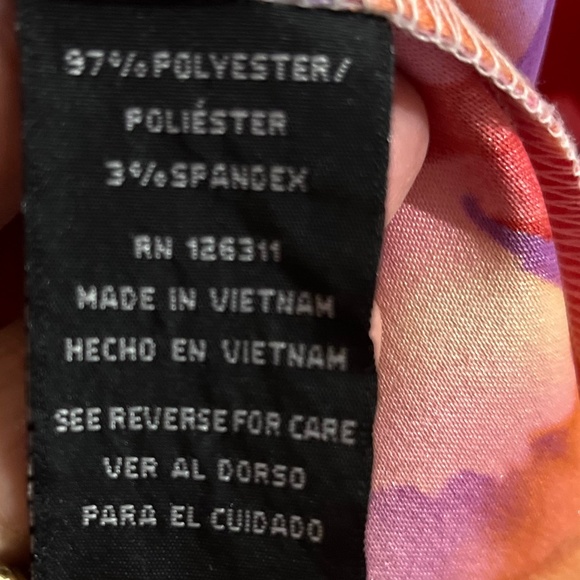 97% POLYESTER/
POLIÉSTER
3% SPANDEX
RN 126311
MADE IN VIETNAM
HECHO EN VIETNAM
SEE REVERSE FOR CARE
VER AL DORSO
PARA EL CUIDADO